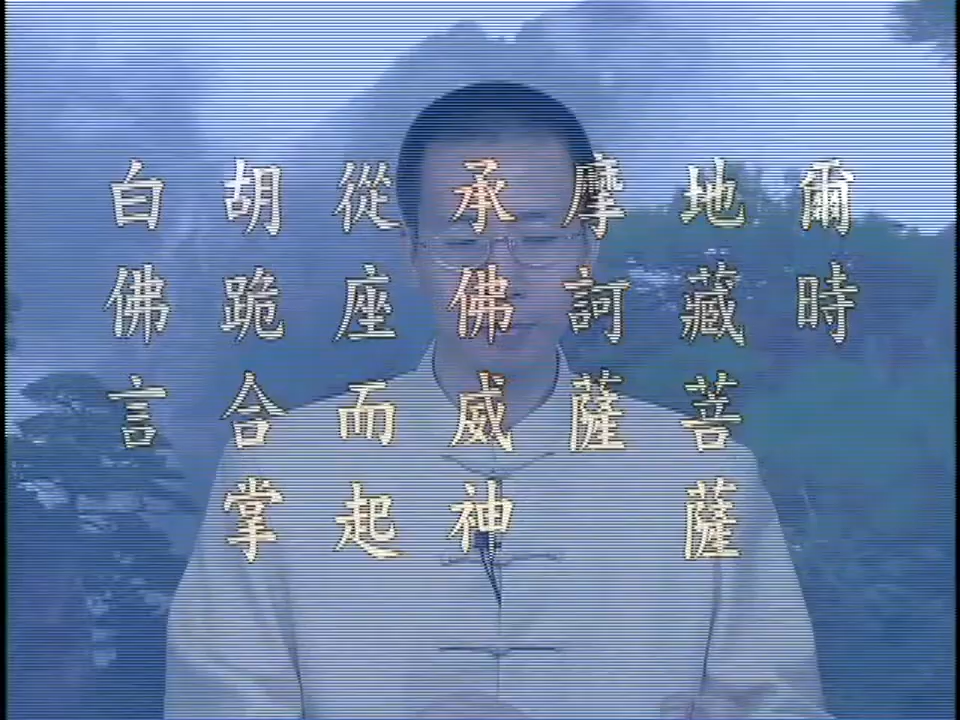 爾時
地藏菩薩
摩訶薩
承佛威神
從座而起
胡跪合掌
白佛言